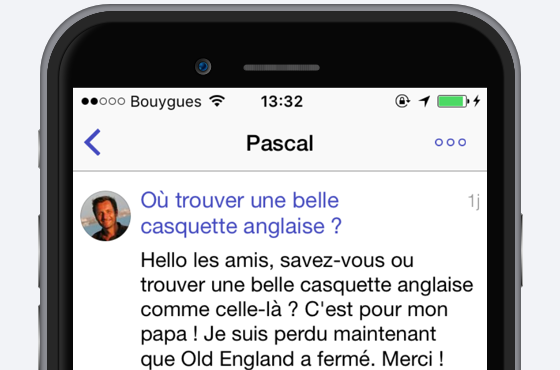 Bouygues 13:32
Pascal
Où trouver une belle 1j
casquette anglaise ?
Hello les amis, savez-vous ou
trouver une belle casquette anglaise
comme celle-là ? C'est pour mon
papa ! Je suis perdu maintenant
que Old England a fermé. Merci !